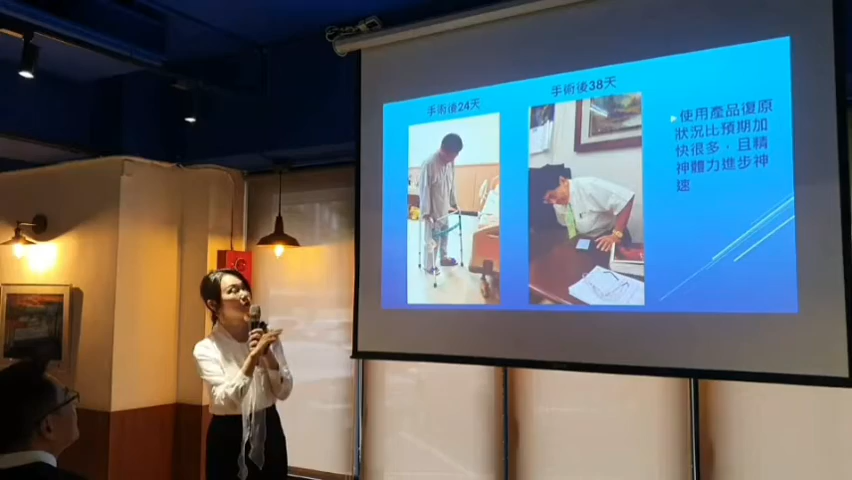 手術後24天
手術後38天
使用產品復原
狀況比預期加
快很多，且精
神體力進步神
速